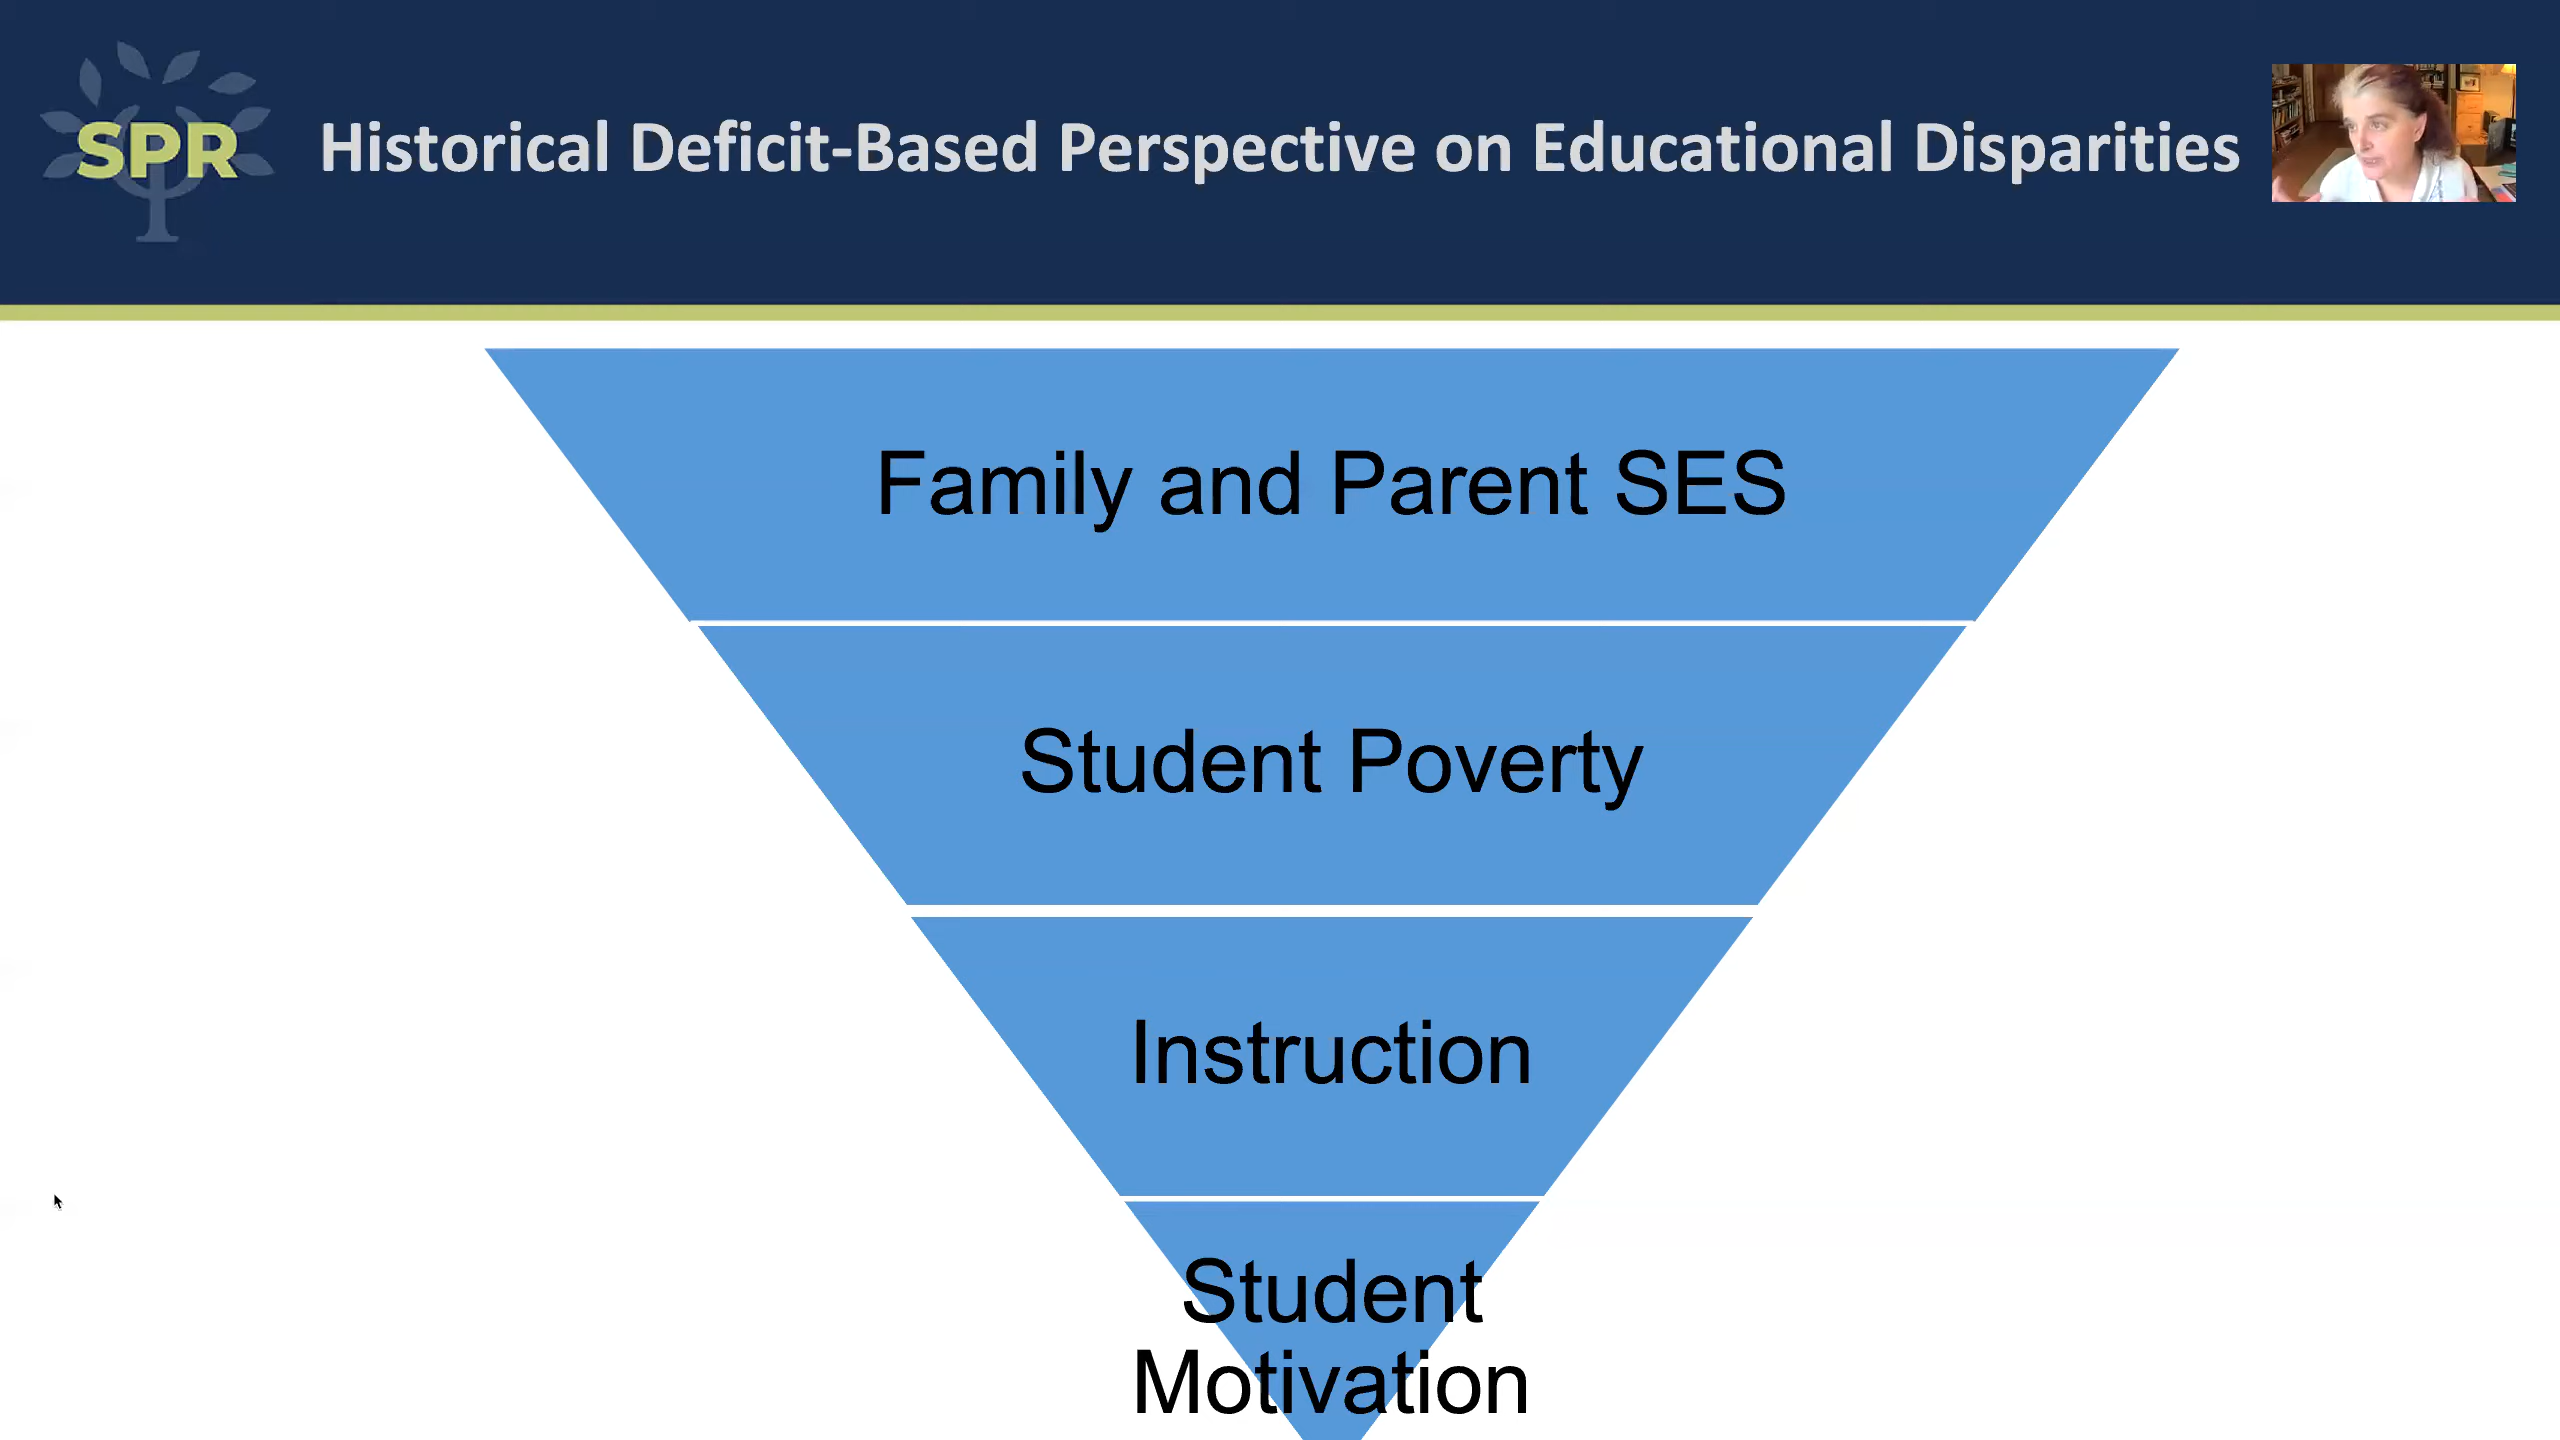 SPR
Historical Deficit-Based Perspective on Educational Disparities
Family and Parent SES
Student Poverty
Instruction
Student
Motivation